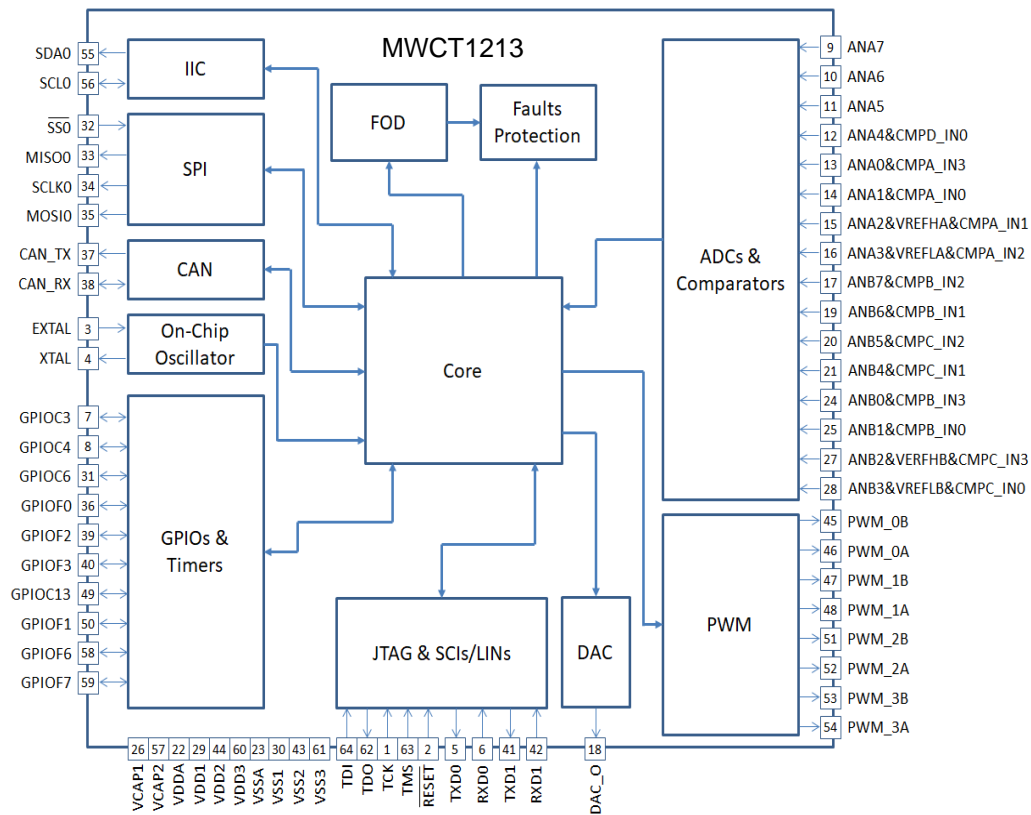 MWCT1213
SDA0 55
SCL0 56
IIC
SS0 32
MISO0 33
SCLK0 34
MOSI0 35
SPI
CAN_TX 37
CAN_RX 38
CAN
EXTAL 3
XTAL 4
On-Chip
Oscillator
GPIOC3 7
GPIOC4 8
GPIOC6 31
GPIOF0 36
GPIOF2 39
GPIOF3 40
GPIOC13 49
GPIOF1 50
GPIOF6 58
GPIOF7 59
GPIOs &
Timers
FOD
Faults
Protection
Core
JTAG & SCIs/LINs
DAC
ADCs &
Comparators
PWM
9 ANA7
10 ANA6
11 ANA5
12 ANA4&CMPD_IN0
13 ANA0&CMPA_IN3
14 ANA1&CMPA_IN0
15 ANA2&VREFHA&CMPA_IN1
16 ANA3&VREFLA&CMPA_IN2
17 ANB7&CMPB_IN2
19 ANB6&CMPB_IN1
20 ANB5&CMPC_IN2
21 ANB4&CMPC_IN1
24 ANB0&CMPB_IN3
25 ANB1&CMPB_IN0
27 ANB2&VERFHB&CMPC_IN3
28 ANB3&VREFLB&CMPC_IN0
45 PWM_0B
46 PWM_0A
47 PWM_1B
48 PWM_1A
51 PWM_2B
52 PWM_2A
53 PWM_3B
54 PWM_3A
26 VCAP1
57 VCAP2
22 VDDA
29 VDD1
44 VDD2
60 VDD3
23 VSSA
30 VSS1
43 VSS2
61 VSS3
64 TDI
62 TDO
1 TCK
63 TMS
2 RESET
5 TXD0
6 RXD0
41 TXD1
42 RXD1
18 DAC_O